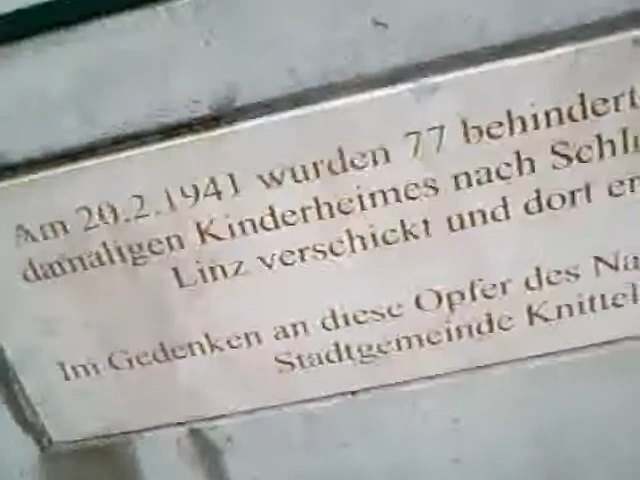 Am 20.2.1941 wurden 77 behindert
damaligen Kinderheimes nach Schl
Linz verschickt und dort er
Im Gedenken an diese Opfer des Na
Stadtgemeinde Knittel